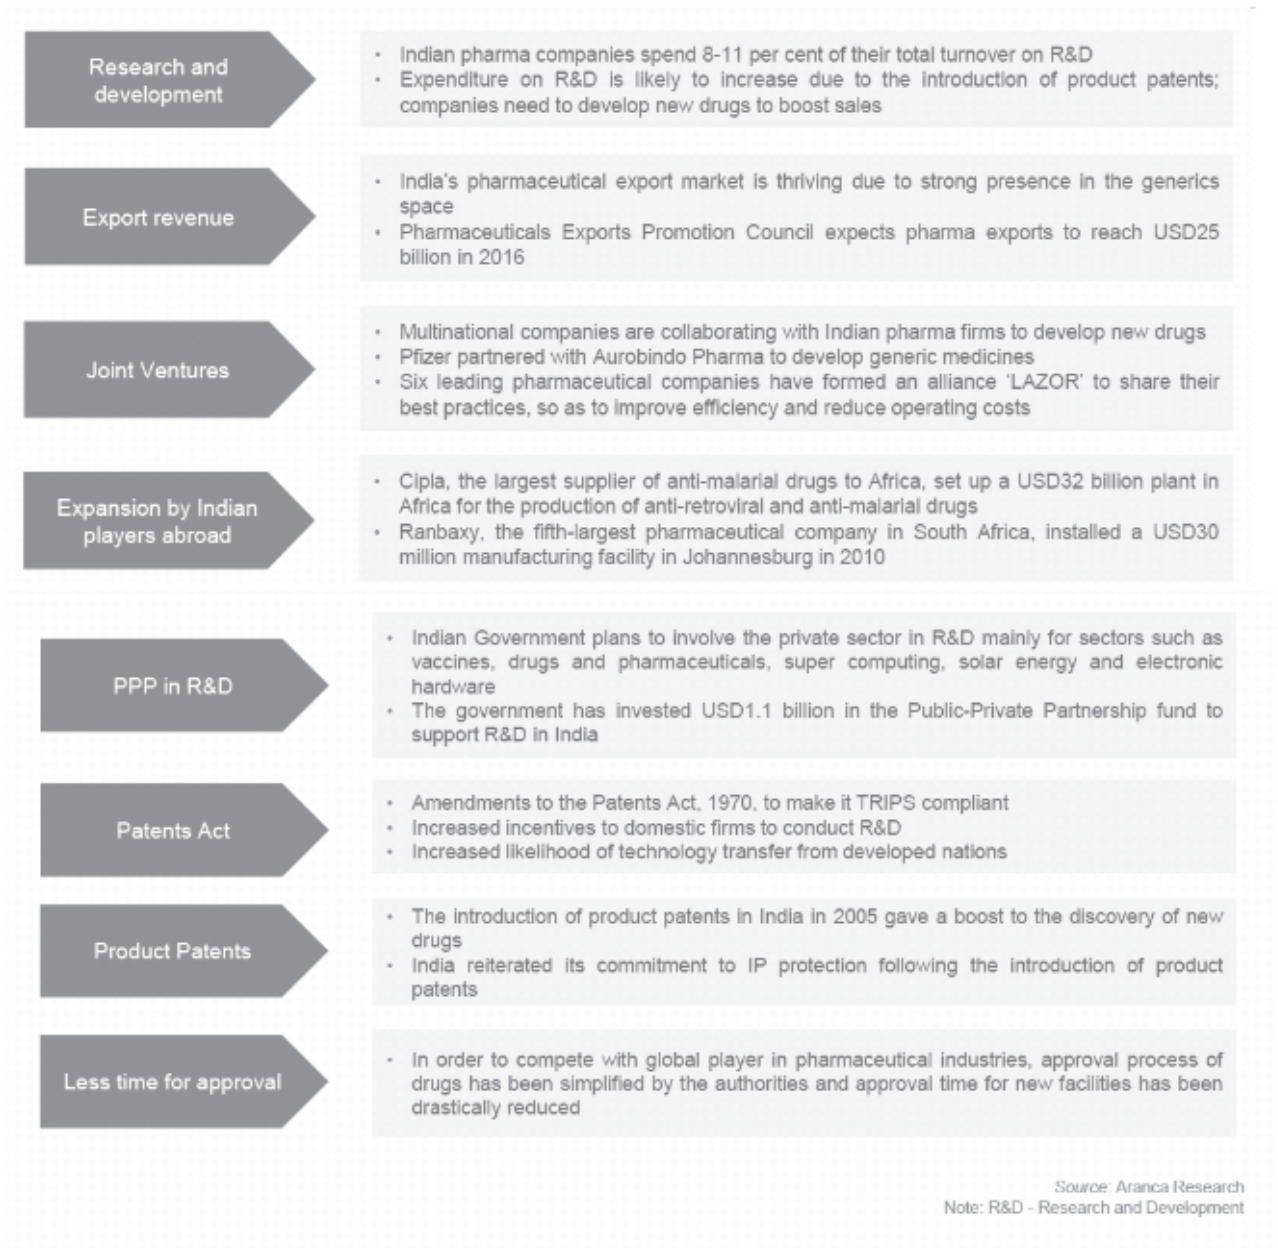 Research and
development
• Indian pharma companies spend 8-11 per cent of their total turnover on R&D
• Expenditure on R&D is likely to increase due to the introduction of product patents;
companies need to develop new drugs to boost sales
Export revenue
• India's pharmaceutical export market is thriving due to strong presence in the generics
space
• Pharmaceuticals Exports Promotion Council expects pharma exports to reach USD25
billion in 2016
Joint Ventures
• Multinational companies are collaborating with Indian pharma firms to develop new drugs
• Pfizer partnered with Aurobindo Pharma to develop generic medicines
• Six leading pharmaceutical companies have formed an alliance 'LAZOR' to share their
best practices, so as to improve efficiency and reduce operating costs
Expansion by Indian
players abroad
• Cipla, the largest supplier of anti-malarial drugs to Africa, set up a USD32 billion plant in
Africa for the production of anti-retroviral and anti-malarial drugs
• Ranbaxy, the fifth-largest pharmaceutical company in South Africa, installed a USD30
million manufacturing facility in Johannesburg in 2010
PPP in R&D
• Indian Government plans to involve the private sector in R&D mainly for sectors such as
vaccines, drugs and pharmaceuticals, super computing, solar energy and electronic
hardware
• The government has invested USD1.1 billion in the Public-Private Partnership fund to
support R&D in India
Patents Act
• Amendments to the Patents Act, 1970, to make it TRIPS compliant
• Increased incentives to domestic firms to conduct R&D
• Increased likelihood of technology transfer from developed nations
Product Patents
• The introduction of product patents in India in 2005 gave a boost to the discovery of new
drugs
• India reiterated its commitment to IP protection following the introduction of product
patents
Less time for approval
• In order to compete with global player in pharmaceutical industries, approval process of
drugs has been simplified by the authorities and approval time for new facilities has been
drastically reduced
Source: Aranca Research
Note: R&D - Research and Development